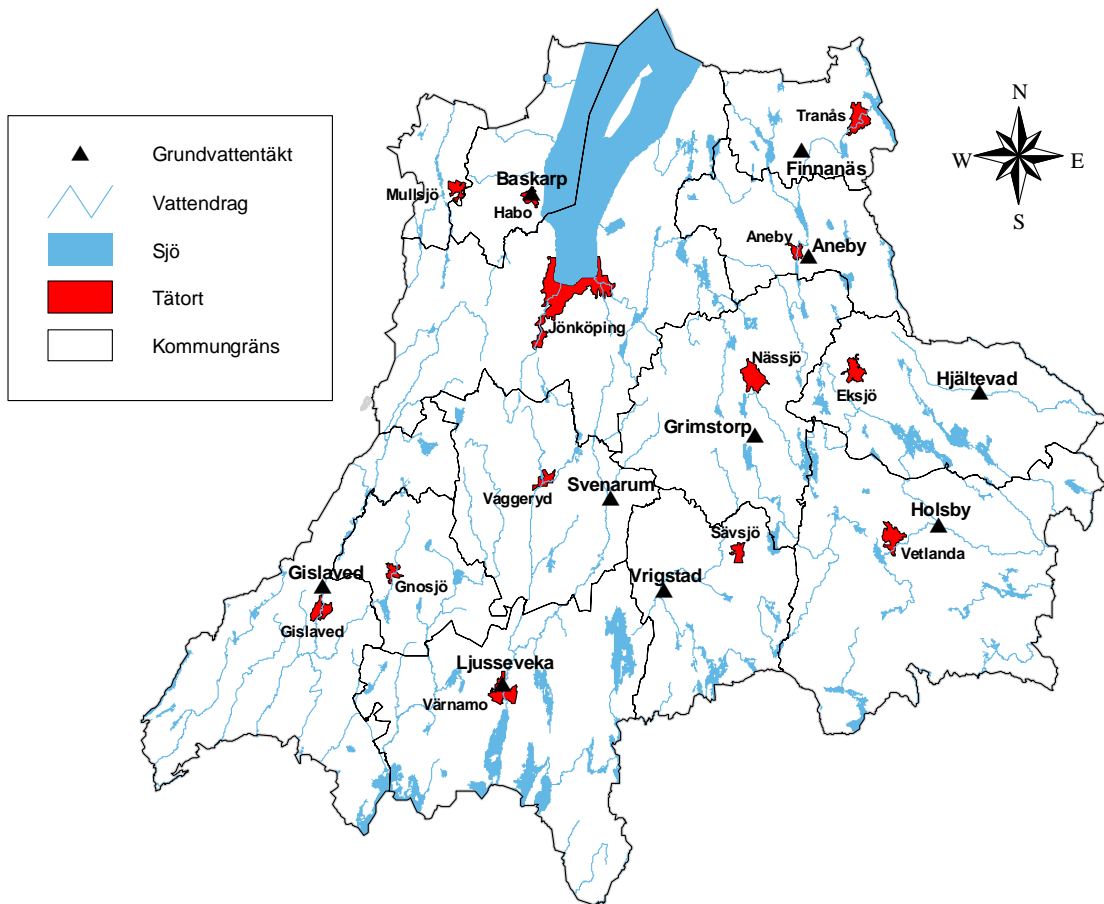 Grundvattentäkt
Vattendrag
Sjö
Tätort
Kommungräns
N
W
E
S
Tranås
Finnanäs
Mullsjö
Baskarp
Habo
Aneby
Aneby
Jönköping
Nässjö
Eksjö
Hjältevad
Grimstorp
Vaggeryd
Svenarum
Holsby
Vetlanda
Sävsjö
Vrigstad
Gislaved
Gnosjö
Gislaved
Ljusseveka
Värnamo